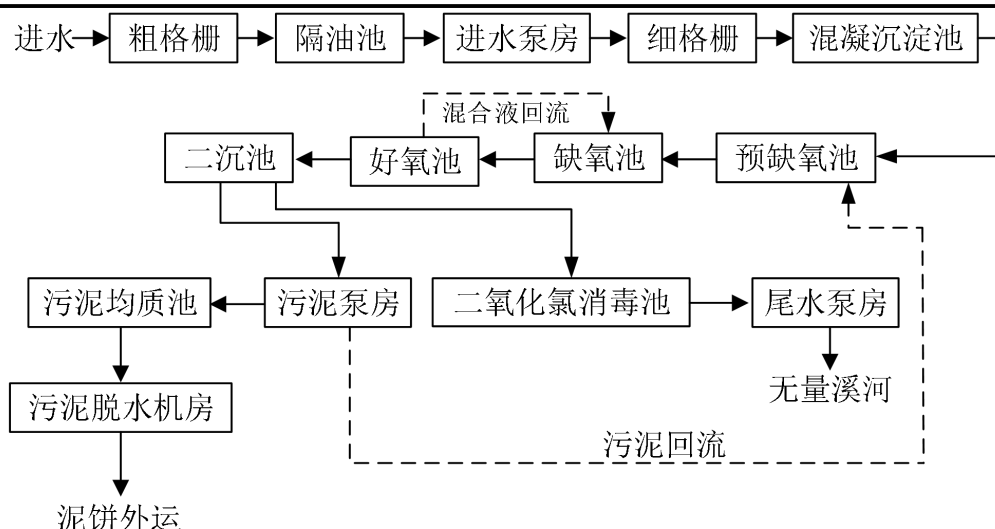 进水 粗格栅 隔油池 进水泵房 细格栅 混凝沉淀池
混合液回流
二沉池 好氧池 缺氧池 预缺氧池
污泥均质池 污泥泵房 二氧化氯消毒池 尾水泵房
无量溪河
污泥脱水机房
污泥回流
泥饼外运